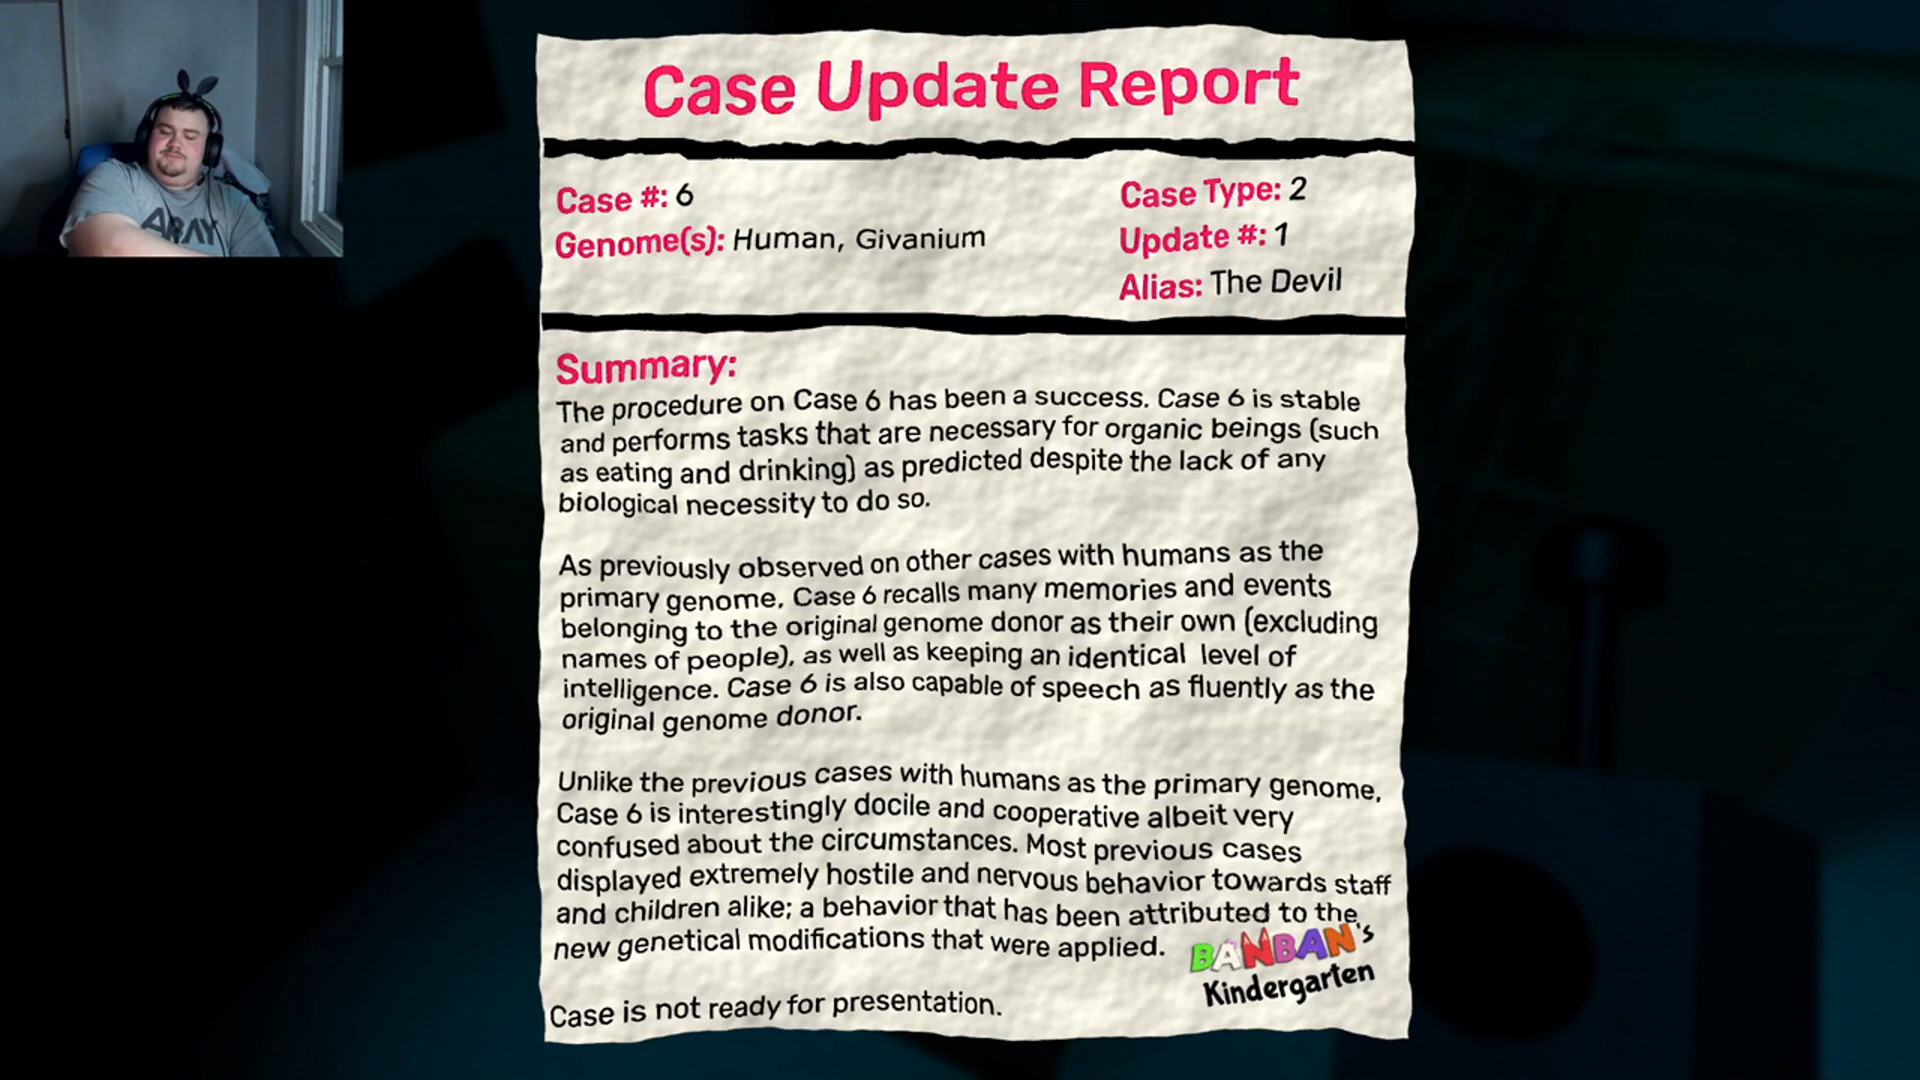 Case Update Report
Case #: 6
Genome(s): Human, Givanium
Case Type: 2
Update #: 1
Alias: The Devil
Summary:
The procedure on Case 6 has been a success. Case 6 is stable
and performs tasks that are necessary for organic beings (such
as eating and drinking) as predicted despite the lack of any
biological necessity to do so.
As previously observed on other cases with humans as the
primary genome, Case 6 recalls many memories and events
belonging to the original genome donor as their own (excluding
names of people), as well as keeping an identical level of
intelligence. Case 6 is also capable of speech as fluently as the
original genome donor.
Unlike the previous cases with humans as the primary genome,
Case 6 is interestingly docile and cooperative albeit very
confused about the circumstances. Most previous cases
displayed extremely hostile and nervous behavior towards staff
and children alike; a behavior that has been attributed to the
new genetical modifications that were applied.
Case is not ready for presentation.
BANBAN's
Kindergarten